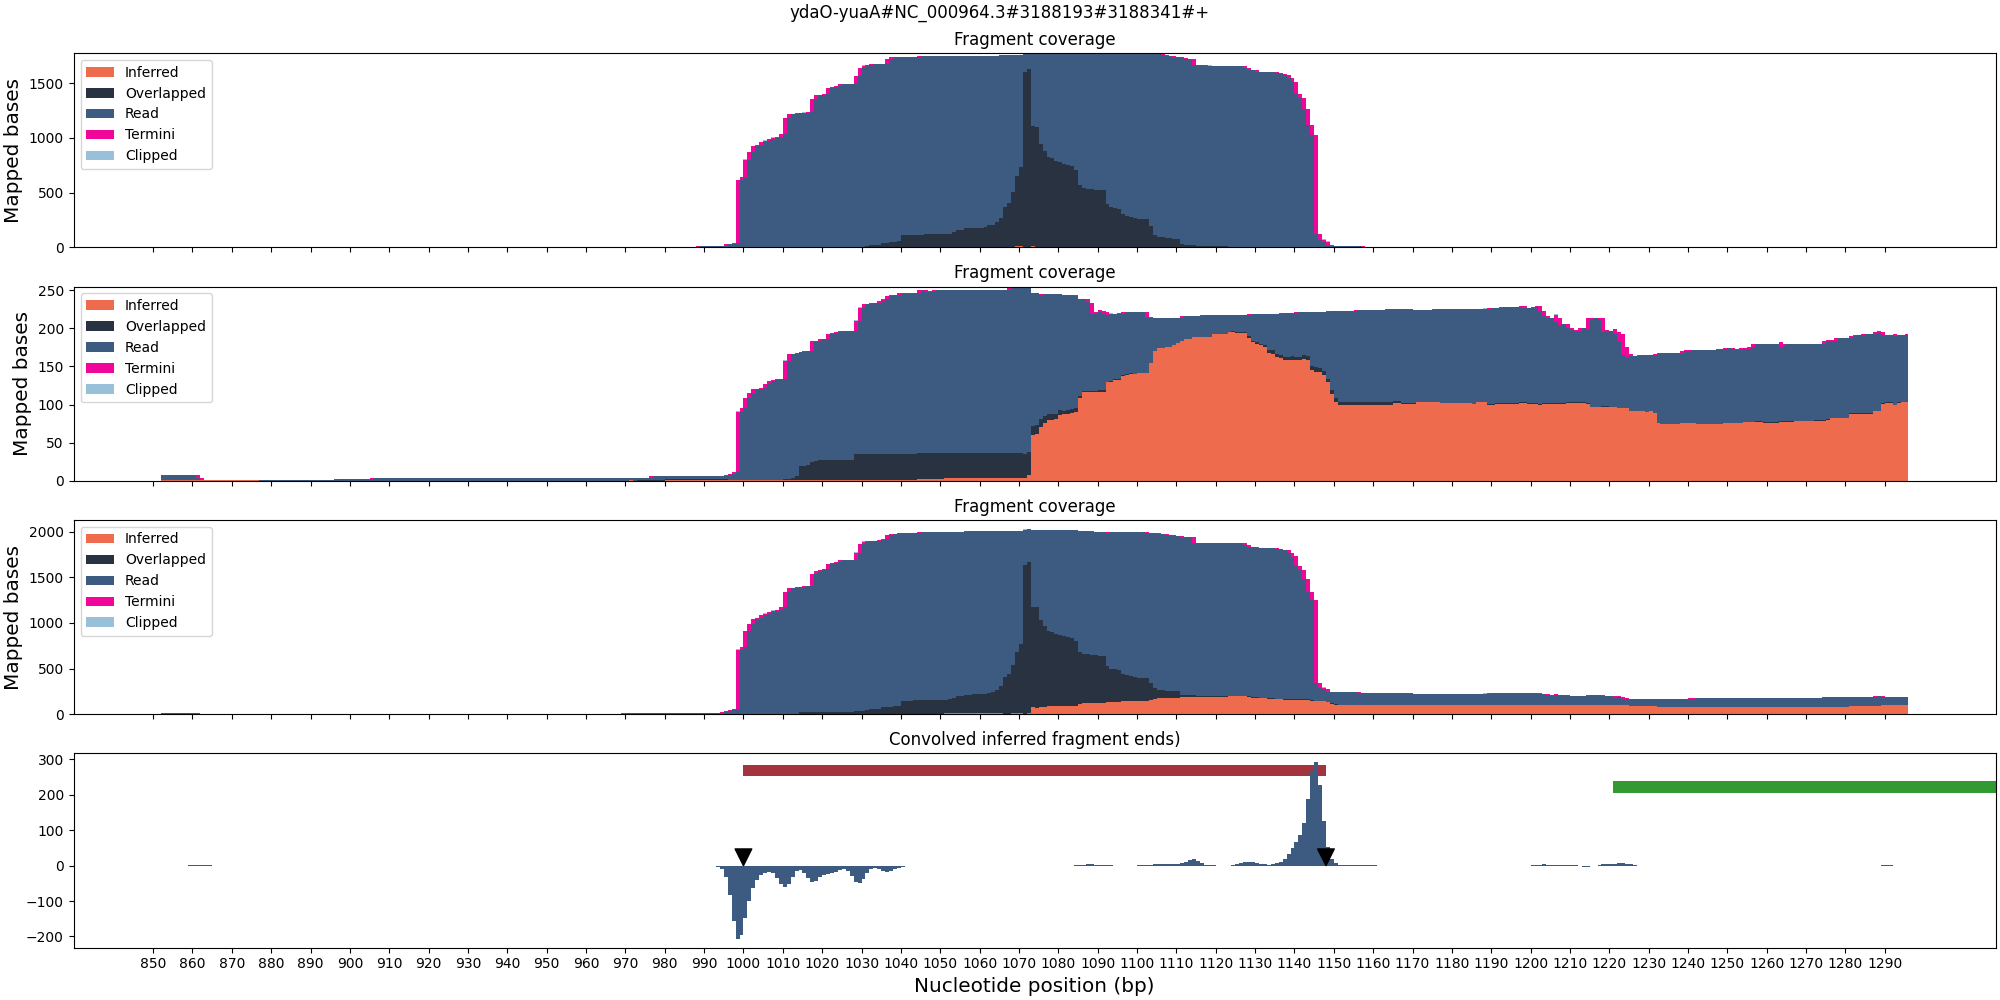 ydaO-yuaA#NC_000964.3#3188193#3188341#+
Fragment coverage
Mapped bases
1500
1000
500
0
Inferred
Overlapped
Read
Termini
Clipped
Fragment coverage
Mapped bases
250
200
150
100
50
0
Inferred
Overlapped
Read
Termini
Clipped
Fragment coverage
Mapped bases
2000
1500
1000
500
0
Inferred
Overlapped
Read
Termini
Clipped
Convolved inferred fragment ends)
300
200
100
0
−100
−200
850 860 870 880 890 900 910 920 930 940 950 960 970 980 990 1000 1010 1020 1030 1040 1050 1060 1070 1080 1090 1100 1110 1120 1130 1140 1150 1160 1170 1180 1190 1200 1210 1220 1230 1240 1250 1260 1270 1280 1290
Nucleotide position (bp)